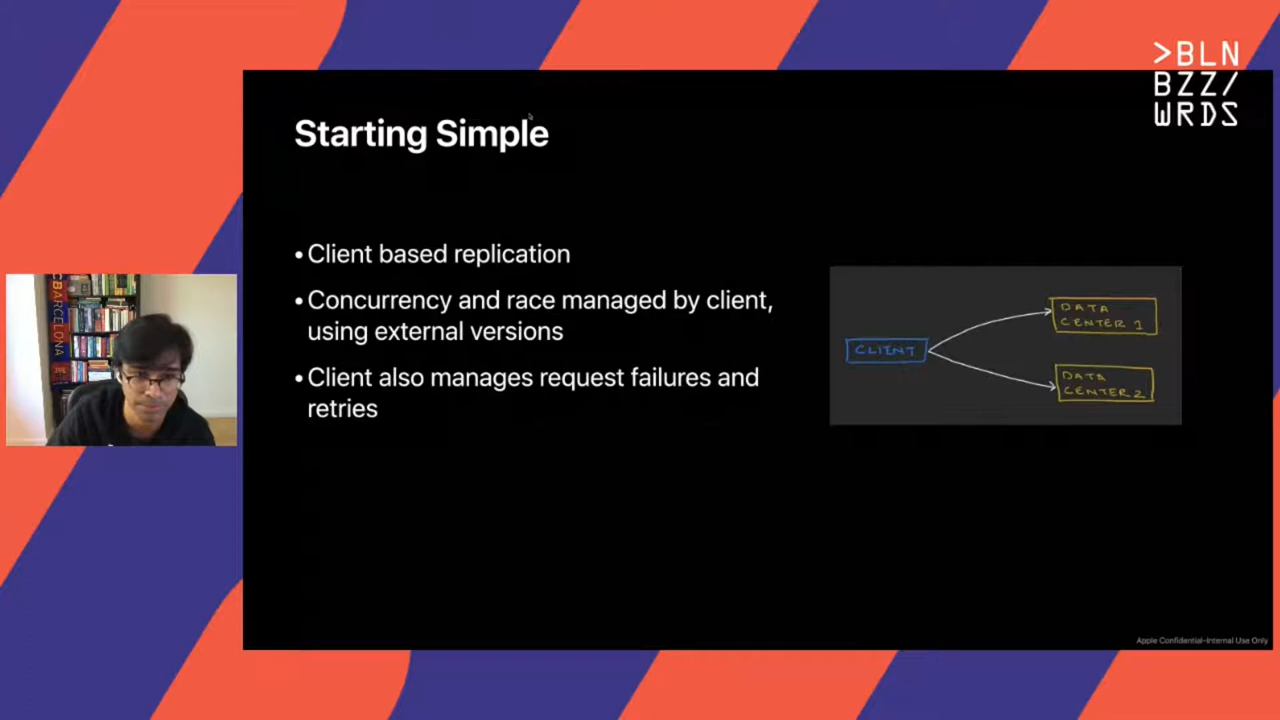 >BLN
BZZ/
WRDS
Starting Simple
• Client based replication
• Concurrency and race managed by client,
using external versions
• Client also manages request failures and
retries
CLIENT
DATA
CENTER 1
DATA
CENTER 2
CBARCELONA
Apple Confidential–Internal Use Only